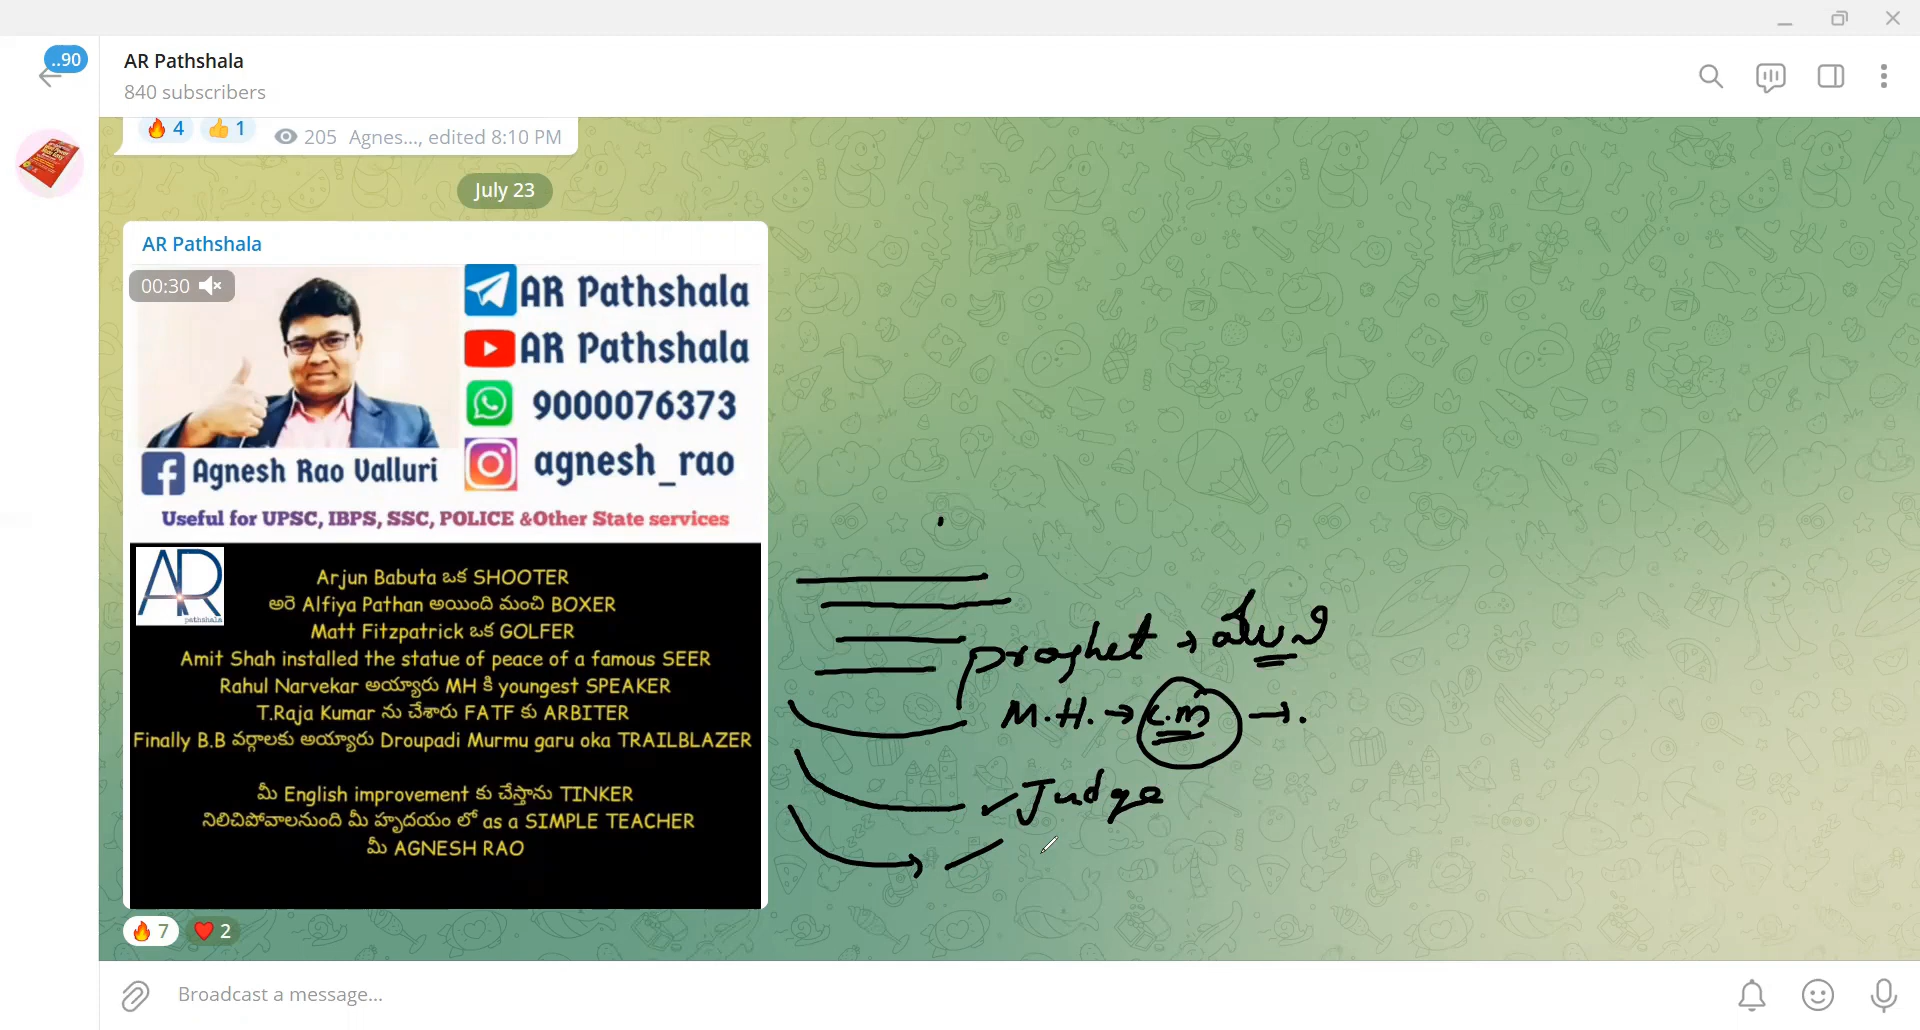 ..90
AR Pathshala
840 subscribers
🔥 4 👍 1 205 Agnes..., edited 8:10 PM
July 23
AR Pathshala
00:30
AR Pathshala
AR Pathshala
9000076373
Agnesh Rao Valluri
agnesh_rao
Useful for UPSC, IBPS, SSC, POLICE &Other State services
AR
pathshala
Arjun Babuta ఒక SHOOTER
అరె Alfiya Pathan అయింది మంచి BOXER
Matt Fitzpatrick ఒక GOLFER
Amit Shah installed the statue of peace of a famous SEER
Rahul Narvekar అయ్యారు MH కి youngest SPEAKER
T.Raja Kumar ను చేశారు FATF కు ARBITER
Finally B.B వర్గాలకు అయ్యారు Droupadi Murmu garu oka TRAILBLAZER
మీ English improvement కు చేస్తాను TINKER
నిలిచిపోవాలనుంది మీ హృదయం లో as a SIMPLE TEACHER
మీ AGNESH RAO
prophet →
M.H. → C.M →
Judge
🔥 7 ❤ 2
Broadcast a message...